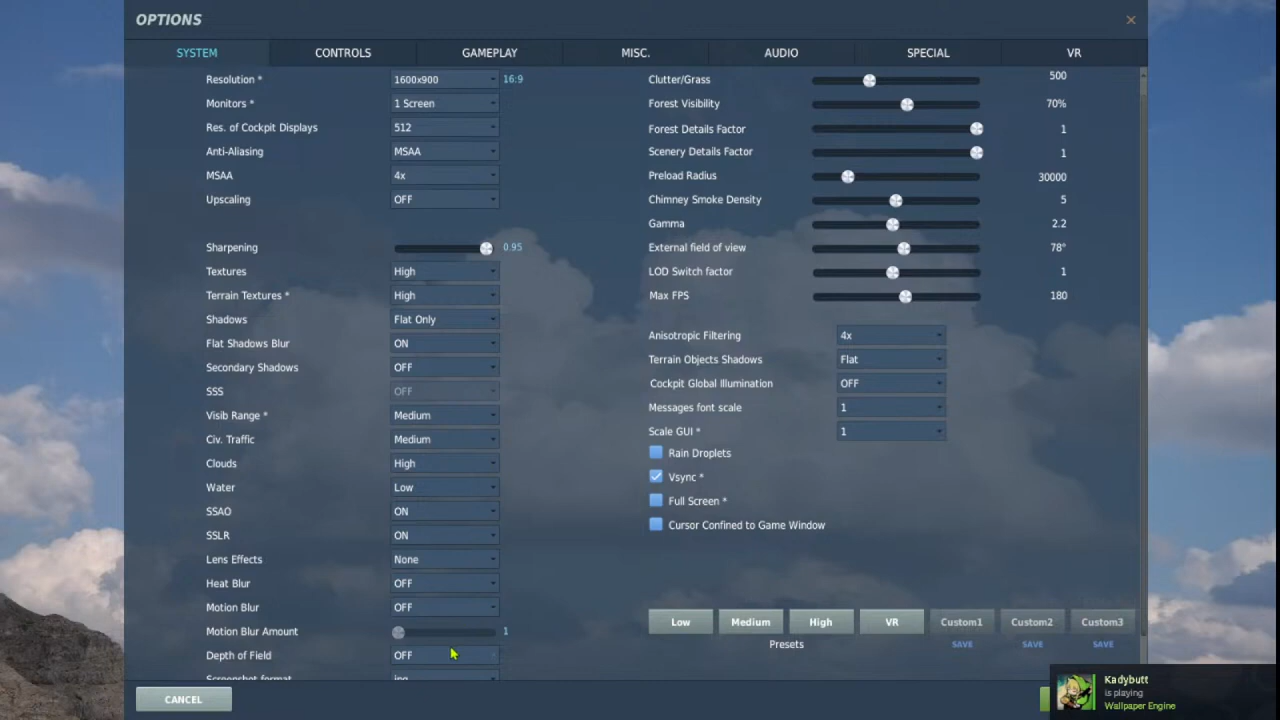 OPTIONS
SYSTEM CONTROLS GAMEPLAY MISC. AUDIO SPECIAL VR
Resolution * 1600x900 16:9
Monitors * 1 Screen
Res. of Cockpit Displays 512
Anti-Aliasing MSAA
MSAA 4x
Upscaling OFF
Sharpening 0.95
Textures High
Terrain Textures * High
Shadows Flat Only
Flat Shadows Blur ON
Secondary Shadows OFF
SSS OFF
Visib Range * Medium
Civ. Traffic Medium
Clouds High
Water Low
SSAO ON
SSLR ON
Lens Effects None
Heat Blur OFF
Motion Blur OFF
Motion Blur Amount 1
Depth of Field OFF
Screenshot format jpg
Clutter/Grass 500
Forest Visibility 70%
Forest Details Factor 1
Scenery Details Factor 1
Preload Radius 30000
Chimney Smoke Density 5
Gamma 2.2
External field of view 78°
LOD Switch factor 1
Max FPS 180
Anisotropic Filtering 4x
Terrain Objects Shadows Flat
Cockpit Global Illumination OFF
Messages font scale 1
Scale GUI * 1
Rain Droplets
Vsync *
Full Screen *
Cursor Confined to Game Window
Low Medium High VR Custom1 Custom2 Custom3
Presets SAVE SAVE SAVE
CANCEL
Kadybutt
is playing
Wallpaper Engine